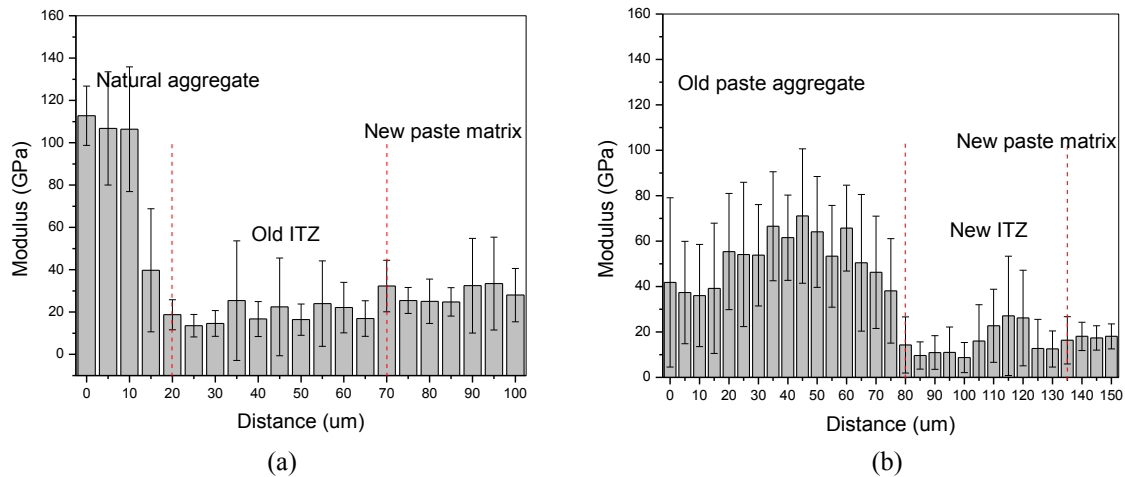 160
140
120
100
80
60
40
20
0
Modulus (GPa)
Natural aggregate
New paste matrix
Old ITZ
0 10 20 30 40 50 60 70 80 90 100
Distance (um)
(a)
160
140
120
100
80
60
40
20
0
Modulus (GPa)
Old paste aggregate
New paste matrix
New ITZ
0 10 20 30 40 50 60 70 80 90 100 110 120 130 140 150
Distance (um)
(b)